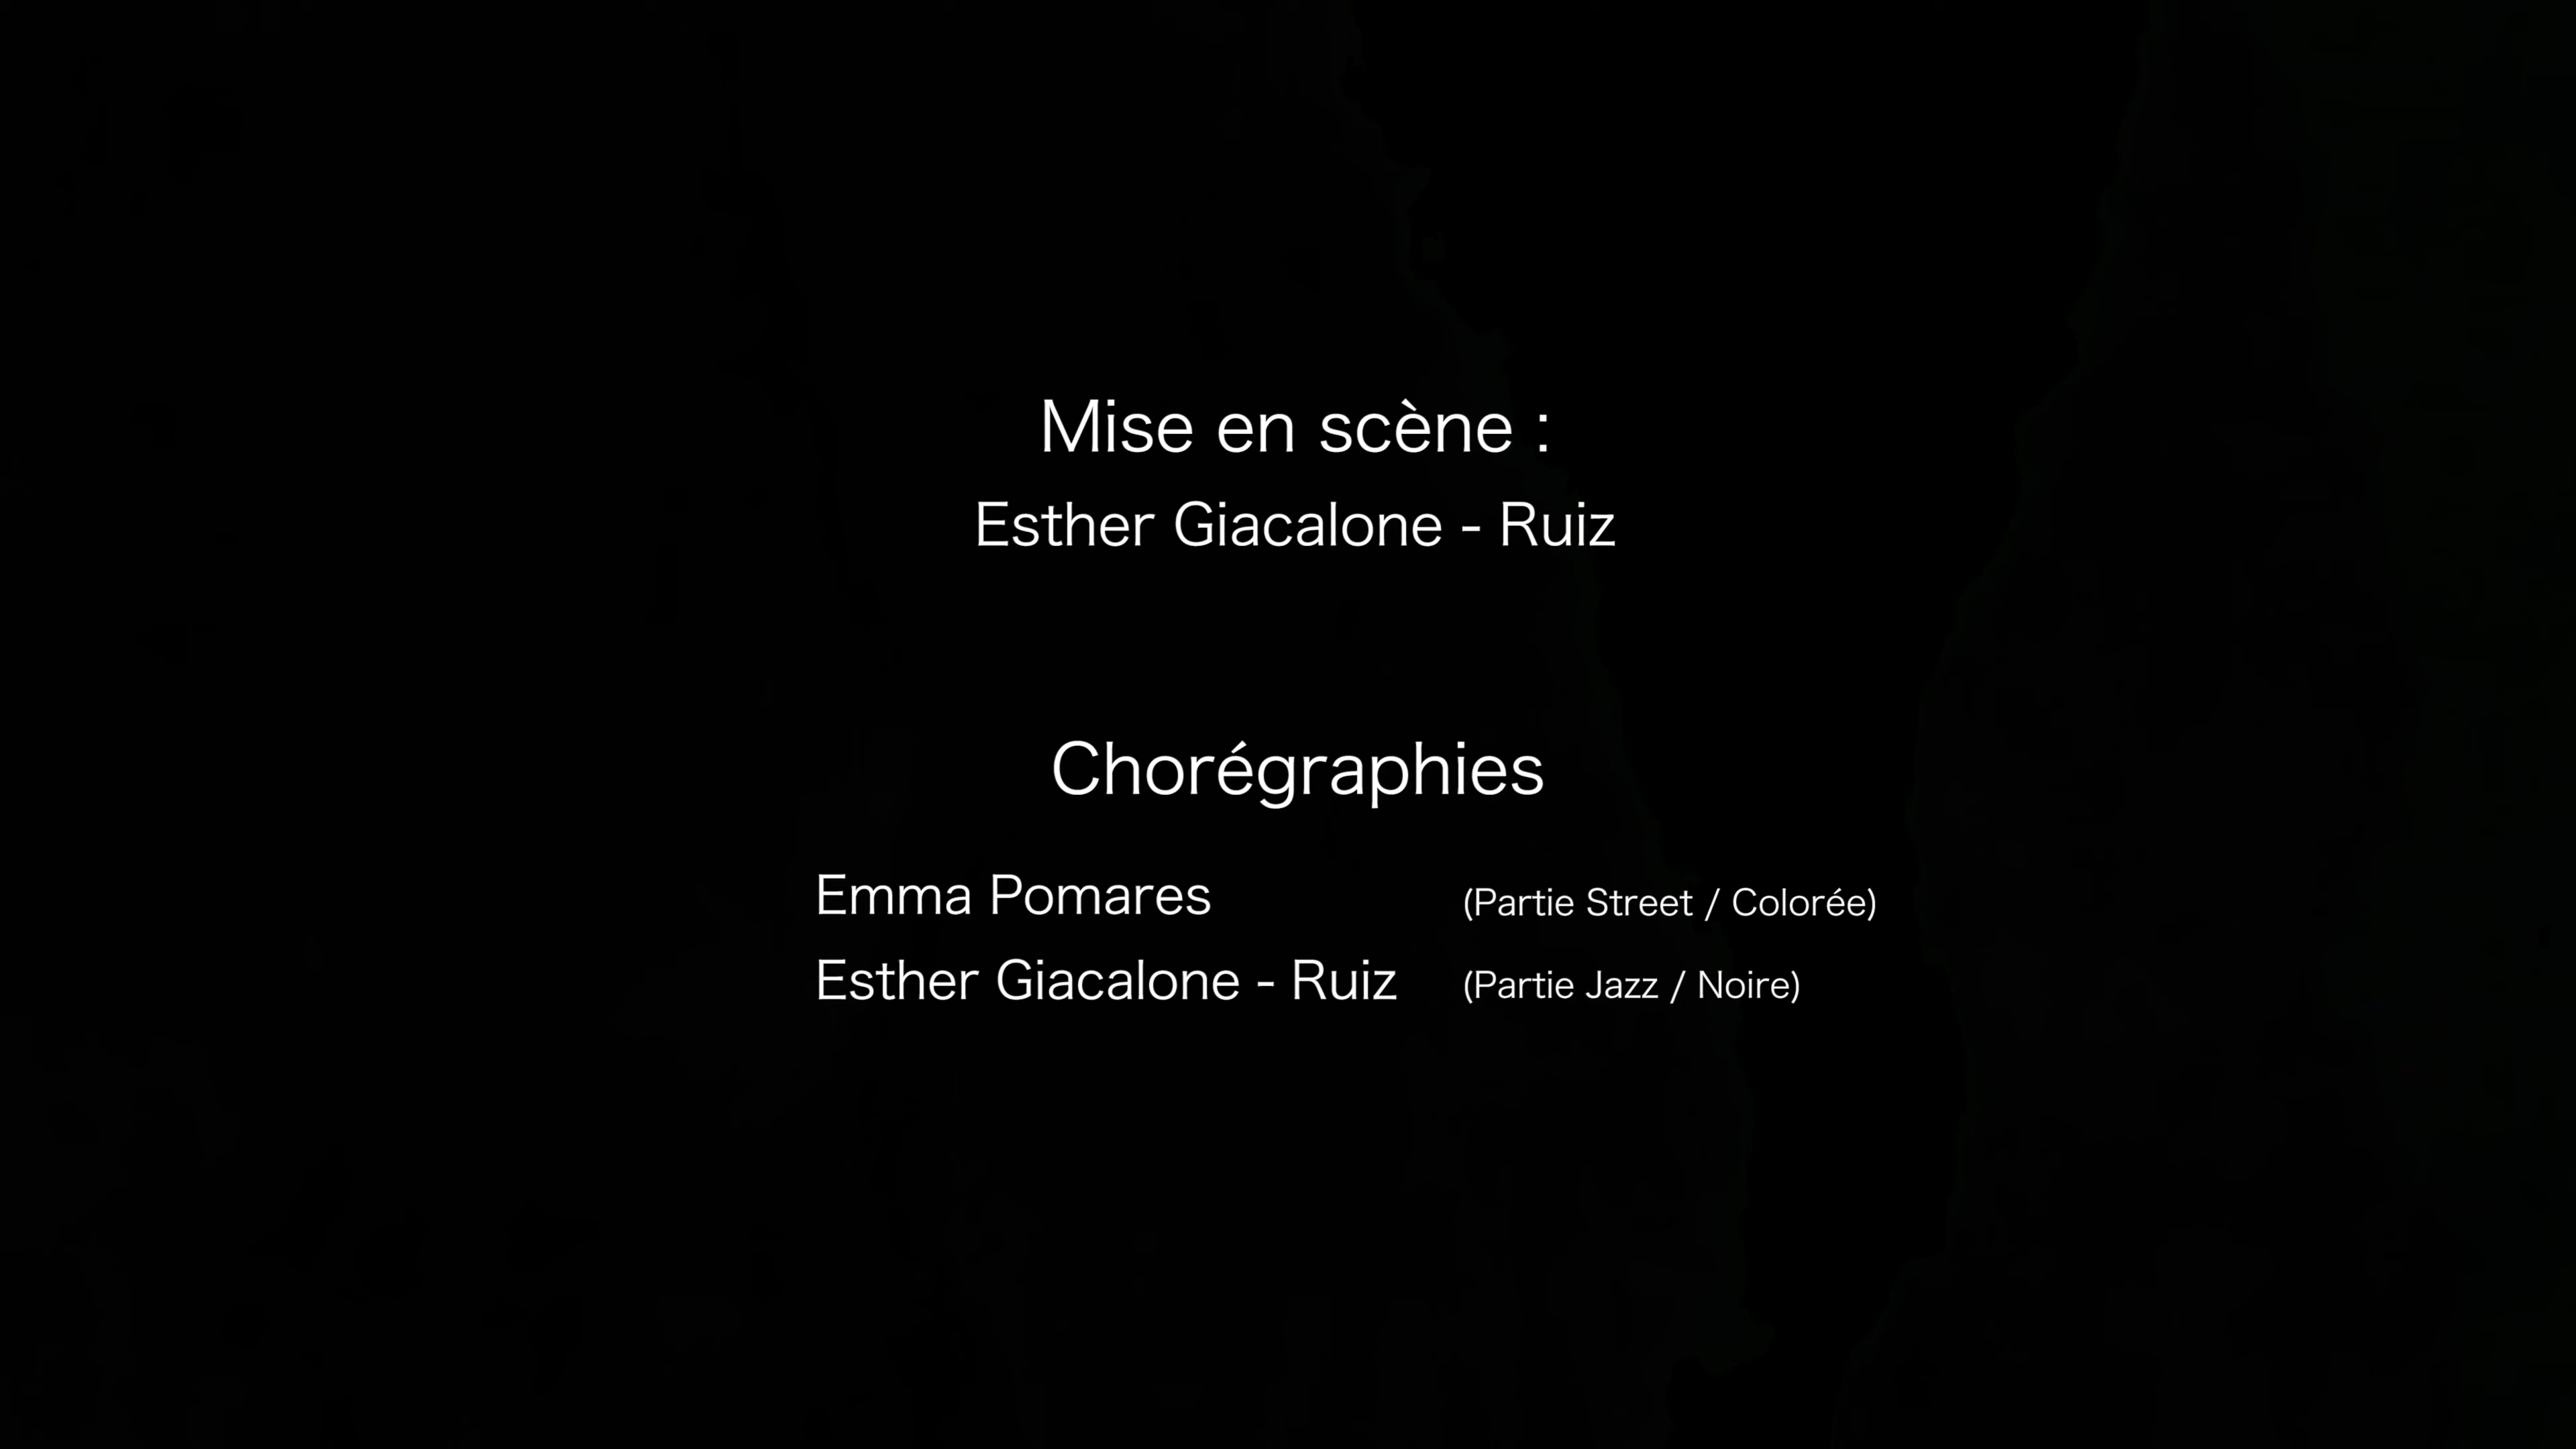 Mise en scène :
Esther Giacalone - Ruiz
Chorégraphies
Emma Pomares (Partie Street / Colorée)
Esther Giacalone - Ruiz (Partie Jazz / Noire)